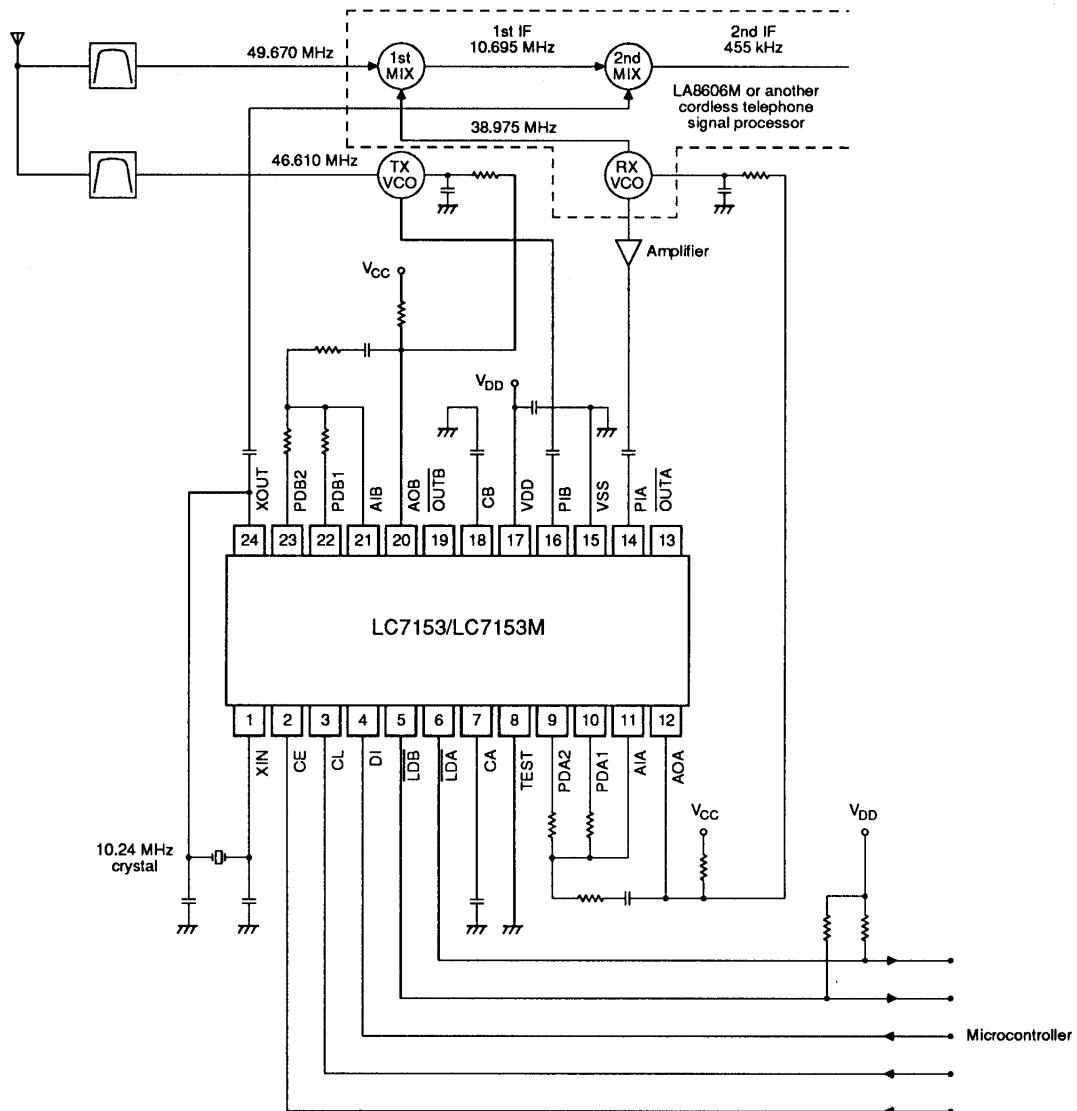 1st IF
10.695 MHz
2nd IF
455 kHz
49.670 MHz
1st
MIX
2nd
MIX
LA8606M or another
cordless telephone
signal processor
38.975 MHz
46.610 MHz
TX
VCO
RX
VCO
Amplifier
VCC
VDD
XOUT
PDB2
PDB1
AIB
AOB
OUTB
CB
VDD
PIB
VSS
PIA
OUTA
24
23
22
21
20
19
18
17
16
15
14
13
LC7153/LC7153M
1
2
3
4
5
6
7
8
9
10
11
12
XIN
CE
CL
DI
LDB
LDA
CA
TEST
PDA2
PDA1
AIA
AOA
VCC
VDD
10.24 MHz
crystal
Microcontroller